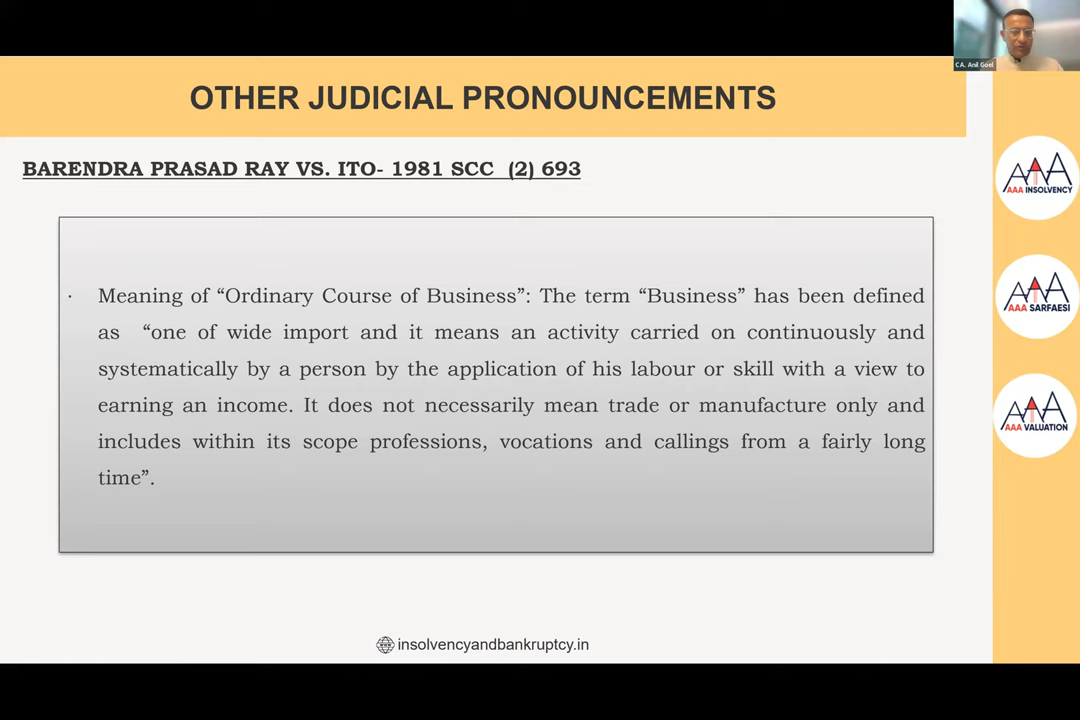 C.A. Anil Goel
OTHER JUDICIAL PRONOUNCEMENTS
BARENDRA PRASAD RAY VS. ITO- 1981 SCC (2) 693
· Meaning of “Ordinary Course of Business”: The term “Business” has been defined
as “one of wide import and it means an activity carried on continuously and
systematically by a person by the application of his labour or skill with a view to
earning an income. It does not necessarily mean trade or manufacture only and
includes within its scope professions, vocations and callings from a fairly long
time”.
AAA
AAA INSOLVENCY
AAA
AAA SARFAESI
AAA
AAA VALUATION
WWW
insolvencyandbankruptcy.in